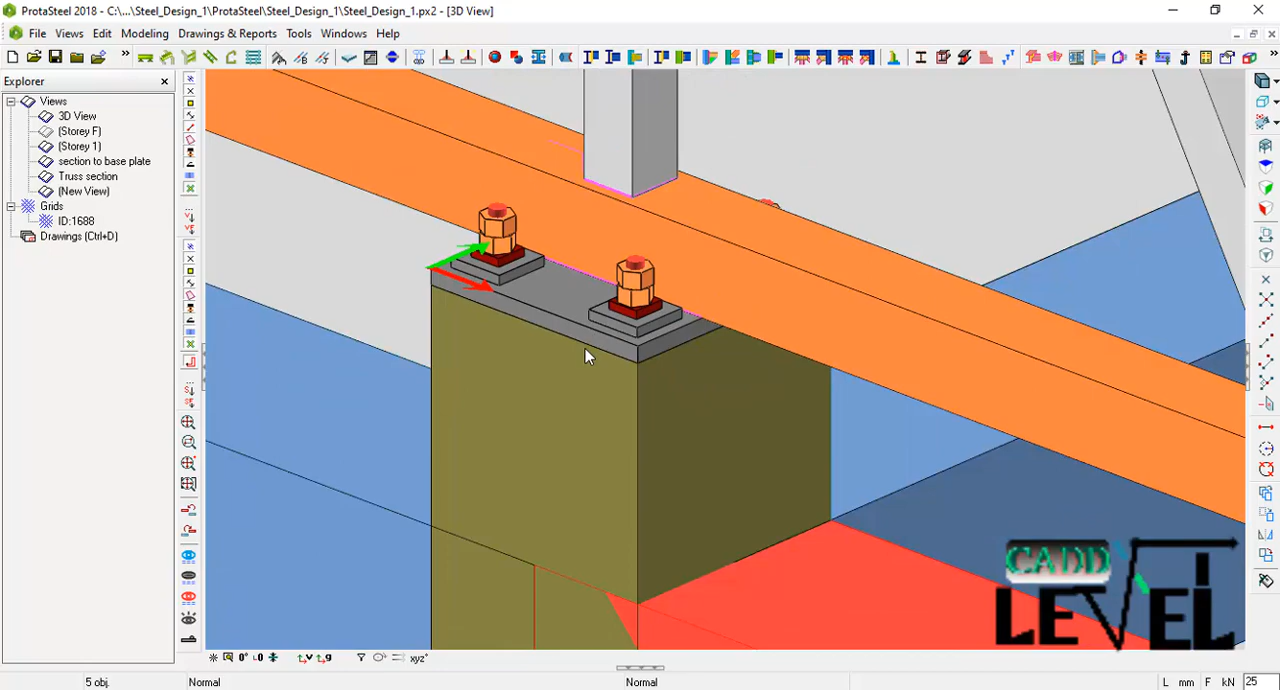 ProtaSteel 2018 - C:\...\Steel_Design_1\ProtaSteel\Steel_Design_1\Steel_Design_1.px2 - [3D View]
File Views Edit Modeling Drawings & Reports Tools Windows Help
Explorer
Views
3D View
(Storey F)
(Storey 1)
section to base plate
Truss section
(New View)
Grids
ID:1688
Drawings (Ctrl+D)
CADD
LEVEL
xyz
5 obj.
Normal
Normal
L mm F kN 25